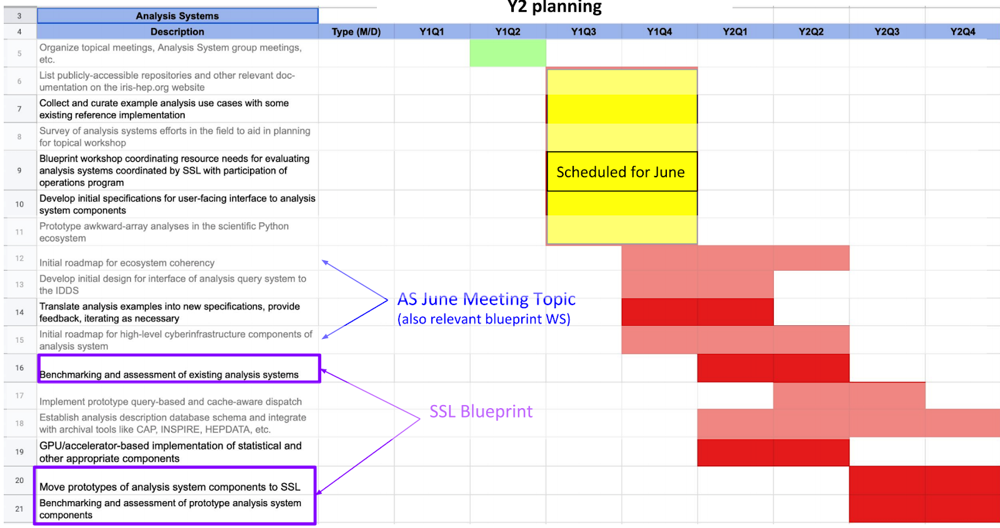 Y2 planning
3 Analysis Systems
4 Description Type (M/D) Y1Q1 Y1Q2 Y1Q3 Y1Q4 Y2Q1 Y2Q2 Y2Q3 Y2Q4
5 Organize topical meetings, Analysis System group meetings,
etc.
6 List publicly-accessible repositories and other relevant doc-
umentation on the iris-hep.org website
7 Collect and curate example analysis use cases with some
existing reference implementation
8 Survey of analysis systems efforts in the field to aid in planning
for topical workshop
9 Blueprint workshop coordinating resource needs for evaluating
analysis systems coordinated by SSL with participation of
operations program
Scheduled for June
10 Develop initial specifications for user-facing interface to analysis
system components
11 Prototype awkward-array analyses in the scientific Python
ecosystem
12 Initial roadmap for ecosystem coherency
13 Develop initial design for interface of analysis query system to
the IDDS
AS June Meeting Topic
(also relevant blueprint WS)
14 Translate analysis examples into new specifications, provide
feedback, iterating as necessary
15 Initial roadmap for high-level cyberinfrastructure components of
analysis system
16 Benchmarking and assessment of existing analysis systems
17 Implement prototype query-based and cache-aware dispatch
SSL Blueprint
18 Establish analysis description database schema and integrate
with archival tools like CAP, INSPIRE, HEPDATA, etc.
19 GPU/accelerator-based implementation of statistical and
other appropriate components
20 Move prototypes of analysis system components to SSL
21 Benchmarking and assessment of prototype analysis system
components